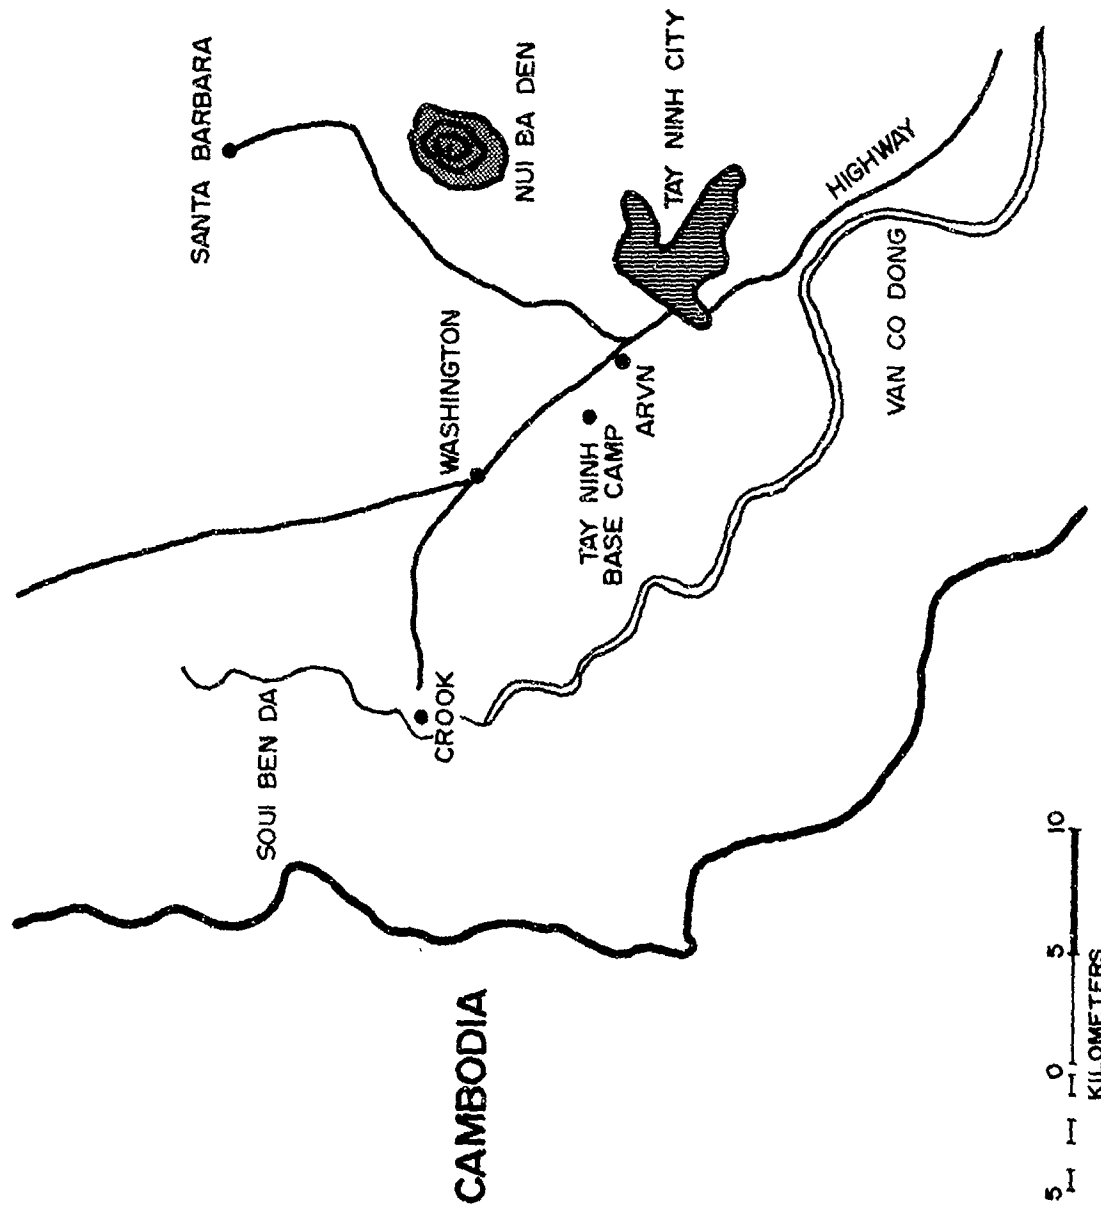 SANTA BARBARA
SOUI BEN DA
WASHINGTON
CROOK
CAMBODIA
NUI BA DEN
TAY NINH
BASE CAMP
ARVN
TAY NINH CITY
HIGHWAY
VAN CO DONG
5 0 5 10
KILOMETERS